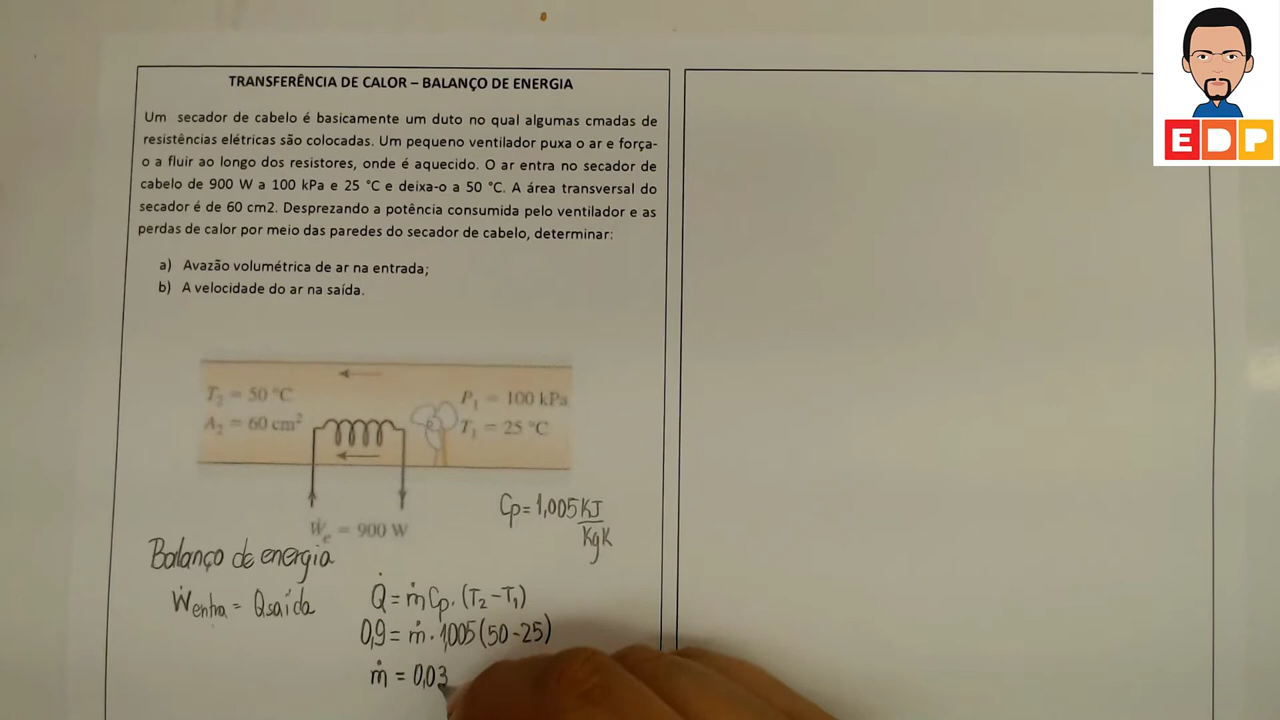 EDP
TRANSFERÊNCIA DE CALOR – BALANÇO DE ENERGIA
Um secador de cabelo é basicamente um duto no qual algumas cmadas de
resistências elétricas são colocadas. Um pequeno ventilador puxa o ar e força-
o a fluir ao longo dos resistores, onde é aquecido. O ar entra no secador de
cabelo de 900 W a 100 kPa e 25 °C e deixa-o a 50 °C. A área transversal do
secador é de 60 cm2. Desprezando a potência consumida pelo ventilador e as
perdas de calor por meio das paredes do secador de cabelo, determinar:
a) Avazão volumétrica de ar na entrada;
b) A velocidade do ar na saída.
T₂ = 50 °C
A₂ = 60 cm²
P₁ = 100 kPa
T₁ = 25 °C
Ẇe = 900 W
Cp = 1,005 KJ
KgK
Balanço de energia
Ẇentra = Qsaída
Q̇ = ṁCp.(T₂-T₁)
0,9 = ṁ. 1,005(50-25)
ṁ = 0,03